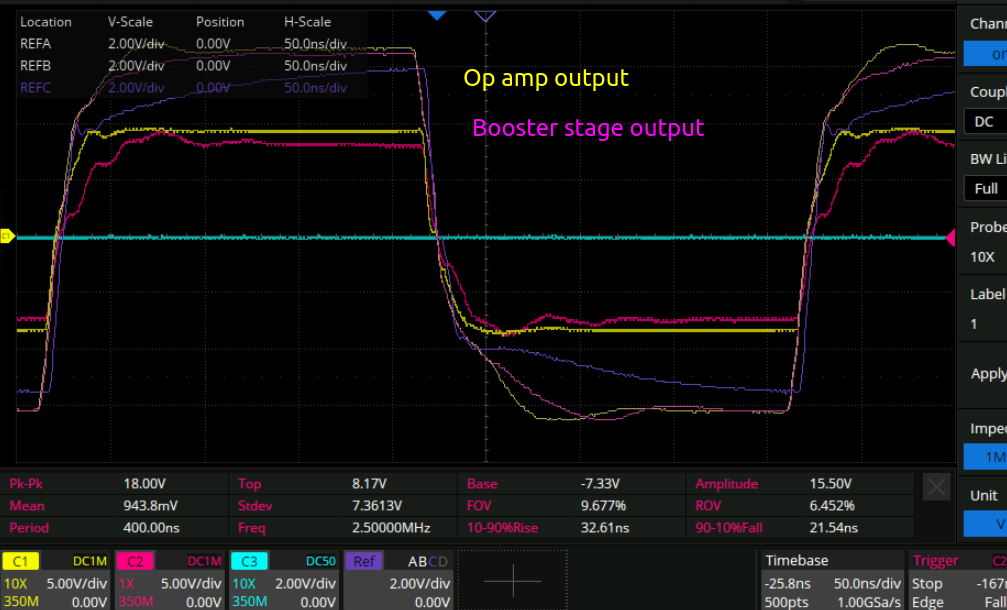 Location V-Scale Position H-Scale
REFA 2.00V/div 0.00V 50.0ns/div
REFB 2.00V/div 0.00V 50.0ns/div
REFC 2.00V/div 0.00V 50.0ns/div
Op amp output
Booster stage output
C1
Chann
on
Coupl
DC
BW Li
Full
Probe
10X
Label
1
Apply
Imped
1M
Unit
V
Pk-Pk 18.00V Top 8.17V Base -7.33V Amplitude 15.50V
Mean 943.8mV Stdev 7.3613V FOV 9.677% ROV 6.452%
Period 400.00ns Freq 2.50000MHz 10-90%Rise 32.61ns 90-10%Fall 21.54ns
C1 DC1M C2 DC1M C3 DC50 Ref ABCD Timebase Trigger C2
10X 5.00V/div 1X 5.00V/div 10X 2.00V/div 2.00V/div -25.8ns 50.0ns/div Stop -167
350M 0.00V 350M 0.00V 350M 0.00V 0.00V 500pts 1.00GSa/s Edge Fall